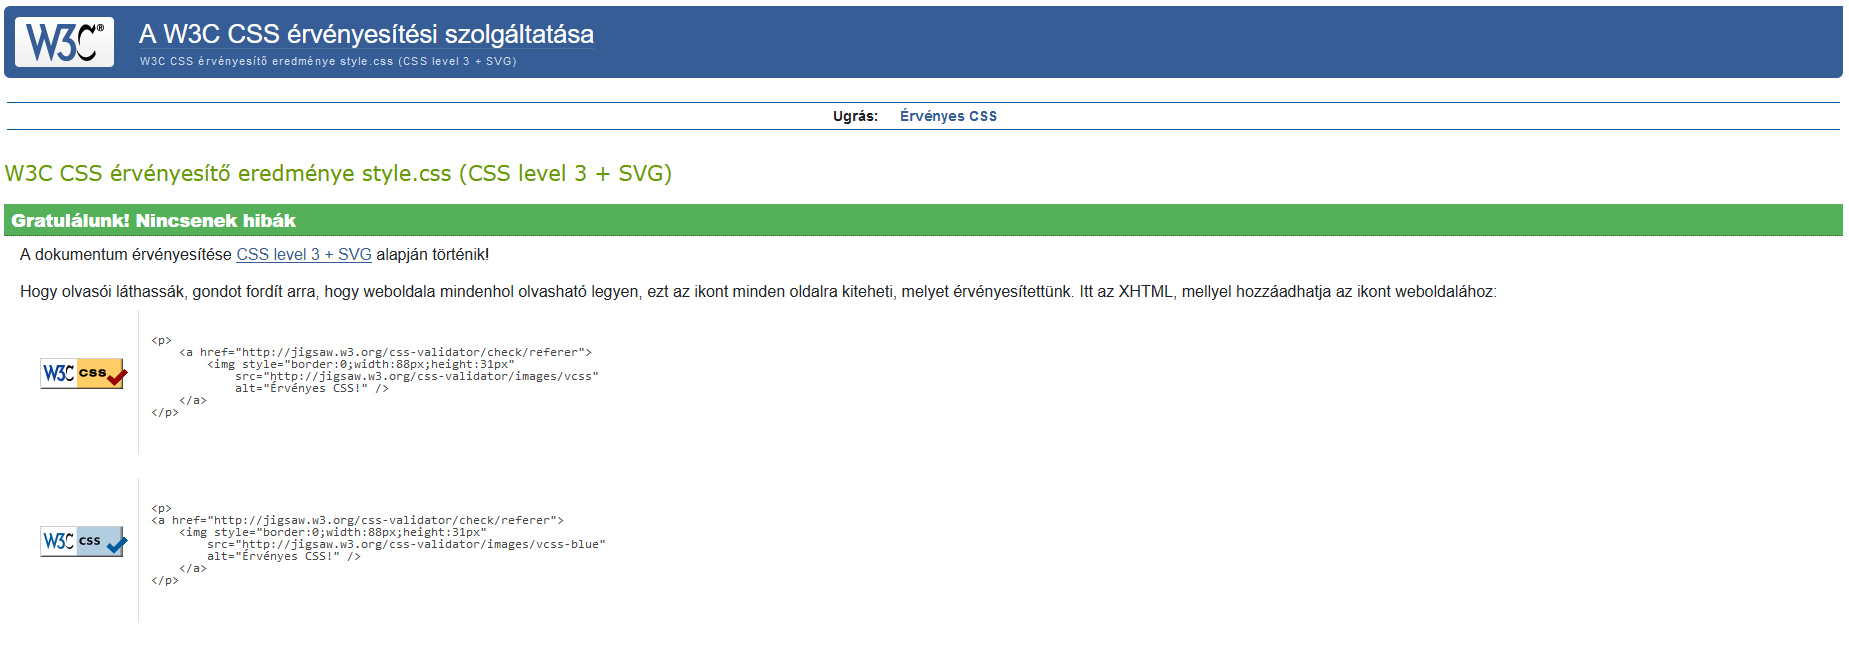 W3C®
A W3C CSS érvényesítési szolgáltatása
W3C CSS érvényesítő eredménye style.css (CSS level 3 + SVG)
Ugrás: Érvényes CSS
W3C CSS érvényesítő eredménye style.css (CSS level 3 + SVG)
Gratulálunk! Nincsenek hibák
A dokumentum érvényesítése CSS level 3 + SVG alapján történik!
Hogy olvasói láthassák, gondot fordít arra, hogy weboldala mindenhol olvasható legyen, ezt az ikont minden oldalra kiteheti, melyet érvényesítettünk. Itt az XHTML, mellyel hozzáadhatja az ikont weboldalához:
W3C css
<p>
<a href="http://jigsaw.w3.org/css-validator/check/referer">
<img style="border:0;width:88px;height:31px"
src="http://jigsaw.w3.org/css-validator/images/vcss"
alt="Érvényes CSS!" />
</a>
</p>
W3C css
<p>
<a href="http://jigsaw.w3.org/css-validator/check/referer">
<img style="border:0;width:88px;height:31px"
src="http://jigsaw.w3.org/css-validator/images/vcss-blue"
alt="Érvényes CSS!" />
</a>
</p>